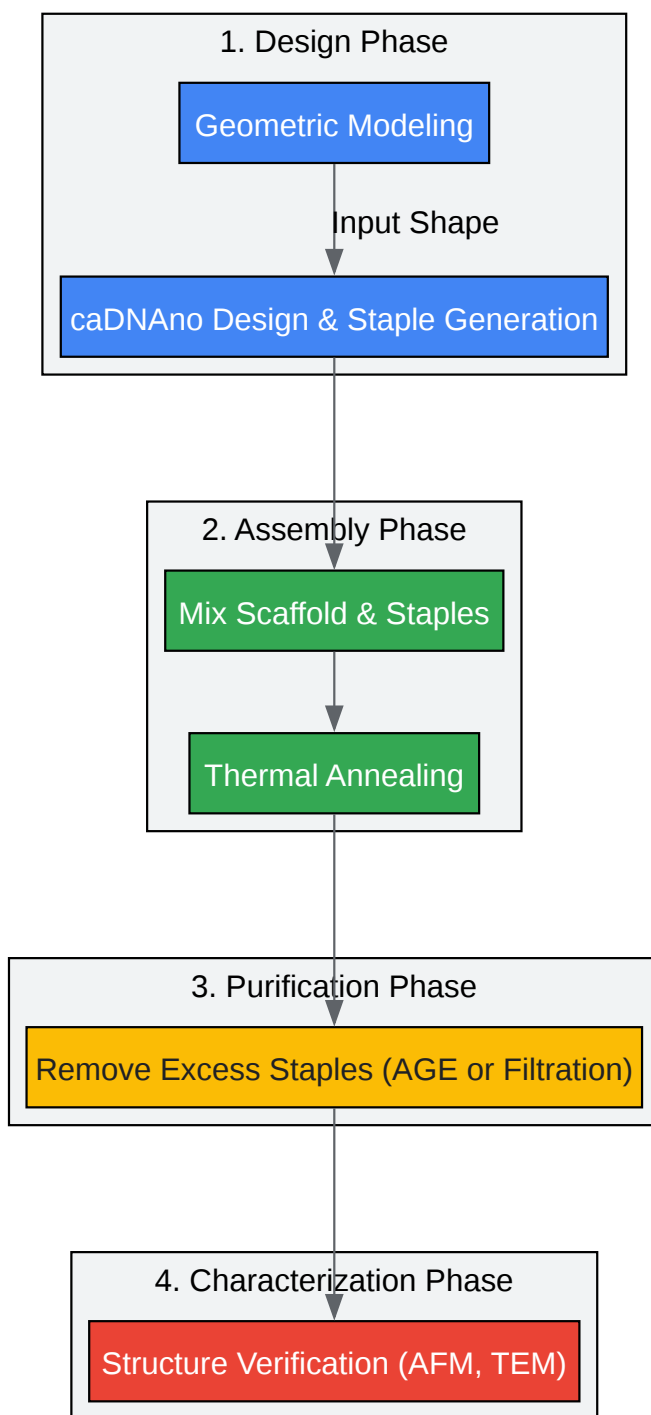 1. Design Phase
Geometric Modeling
Input Shape
caDNAno Design & Staple Generation
2. Assembly Phase
Mix Scaffold & Staples
Thermal Annealing
3. Purification Phase
Remove Excess Staples (AGE or Filtration)
4. Characterization Phase
Structure Verification (AFM, TEM)